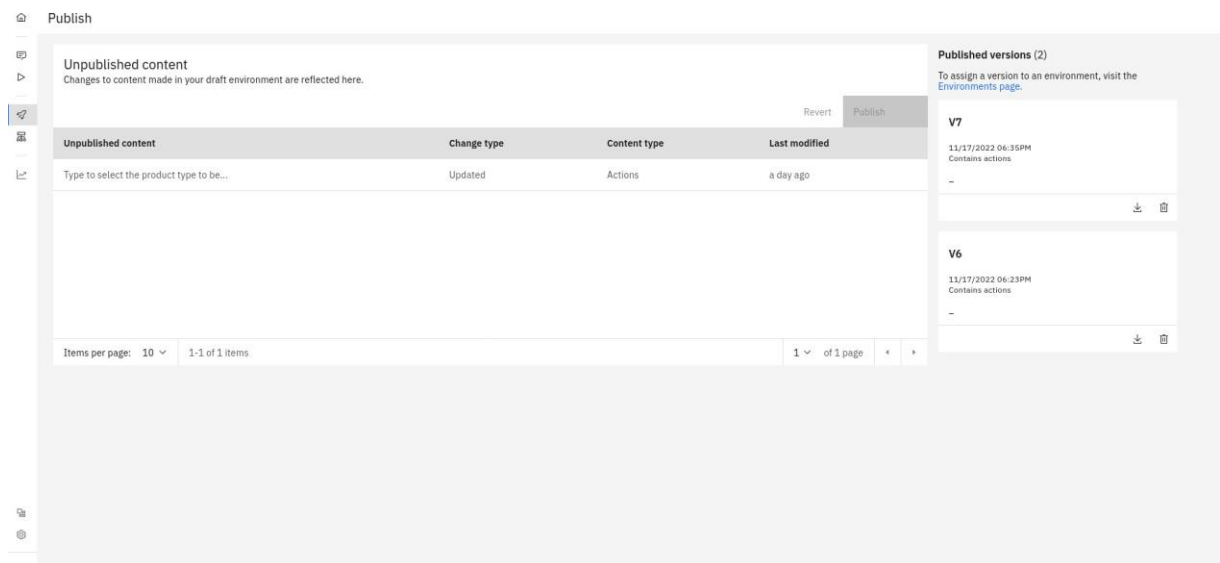 Publish
Unpublished content
Changes to content made in your draft environment are reflected here.
Revert Publish
Unpublished content Change type Content type Last modified
Type to select the product type to be... Updated Actions a day ago
Items per page: 10 1-1 of 1 items 1 of 1 page
Published versions (2)
To assign a version to an environment, visit the
Environments page.
V7
11/17/2022 06:35PM
Contains actions
–
V6
11/17/2022 06:23PM
Contains actions
–